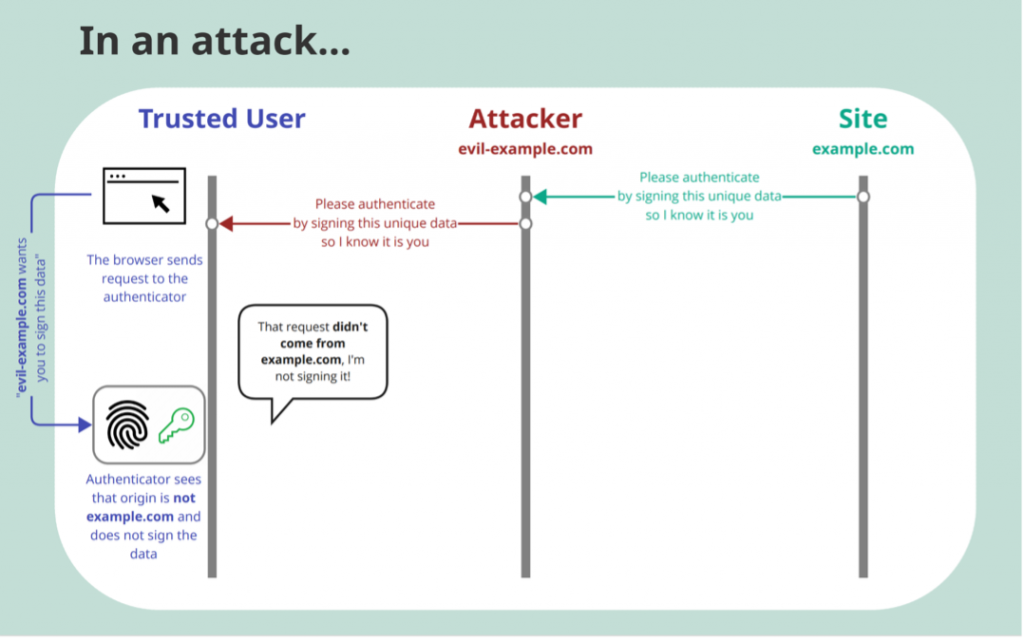 In an attack...
Trusted User
Attacker
evil-example.com
Site
example.com
Please authenticate
by signing this unique data
so I know it is you
Please authenticate
by signing this unique data
so I know it is you
"evil-example.com wants
you to sign this data"
The browser sends
request to the
authenticator
That request didn't
come from
example.com, I'm
not signing it!
Authenticator sees
that origin is not
example.com and
does not sign the
data